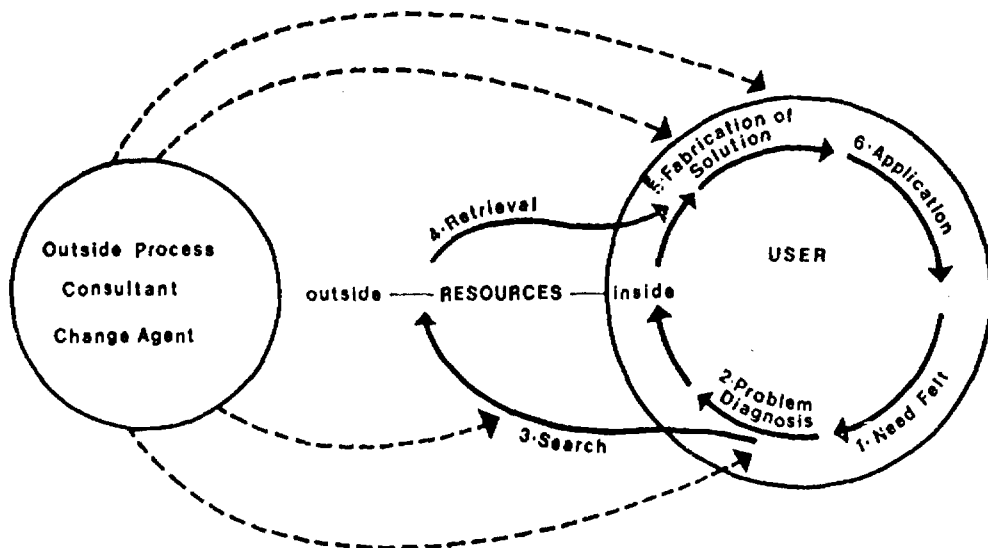 Outside Process
Consultant
Change Agent
outside — RESOURCES — inside
4·Retrieval
3·Search
USER
5·Fabrication of
Solution
6·Application
1·Need Felt
2·Problem
Diagnosis